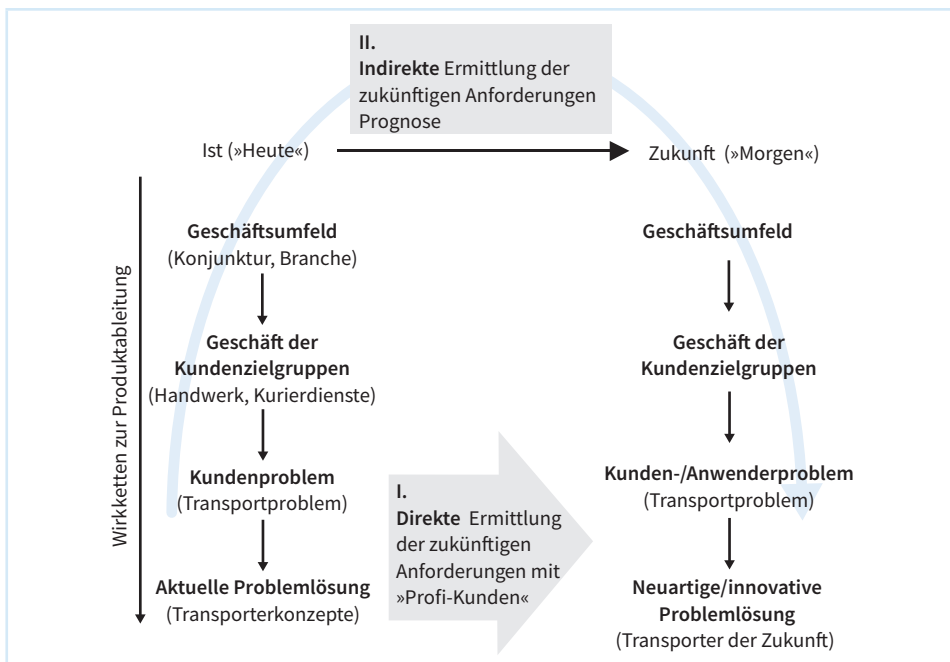 II.
Indirekte Ermittlung der
zukünftigen Anforderungen
Prognose
Ist (»Heute«)
Zukunft (»Morgen«)
Wirkketten zur Produktableitung
Geschäftsumfeld
(Konjunktur, Branche)
Geschäft der
Kundenzielgruppen
(Handwerk, Kurierdienste)
Kundenproblem
(Transportproblem)
Aktuelle Problemlösung
(Transporterkonzepte)
I.
Direkte Ermittlung
der zukünftigen
Anforderungen mit
»Profi-Kunden«
Geschäftsumfeld
Geschäft der
Kundenzielgruppen
Kunden-/Anwenderproblem
(Transportproblem)
Neuartige/innovative
Problemlösung
(Transporter der Zukunft)